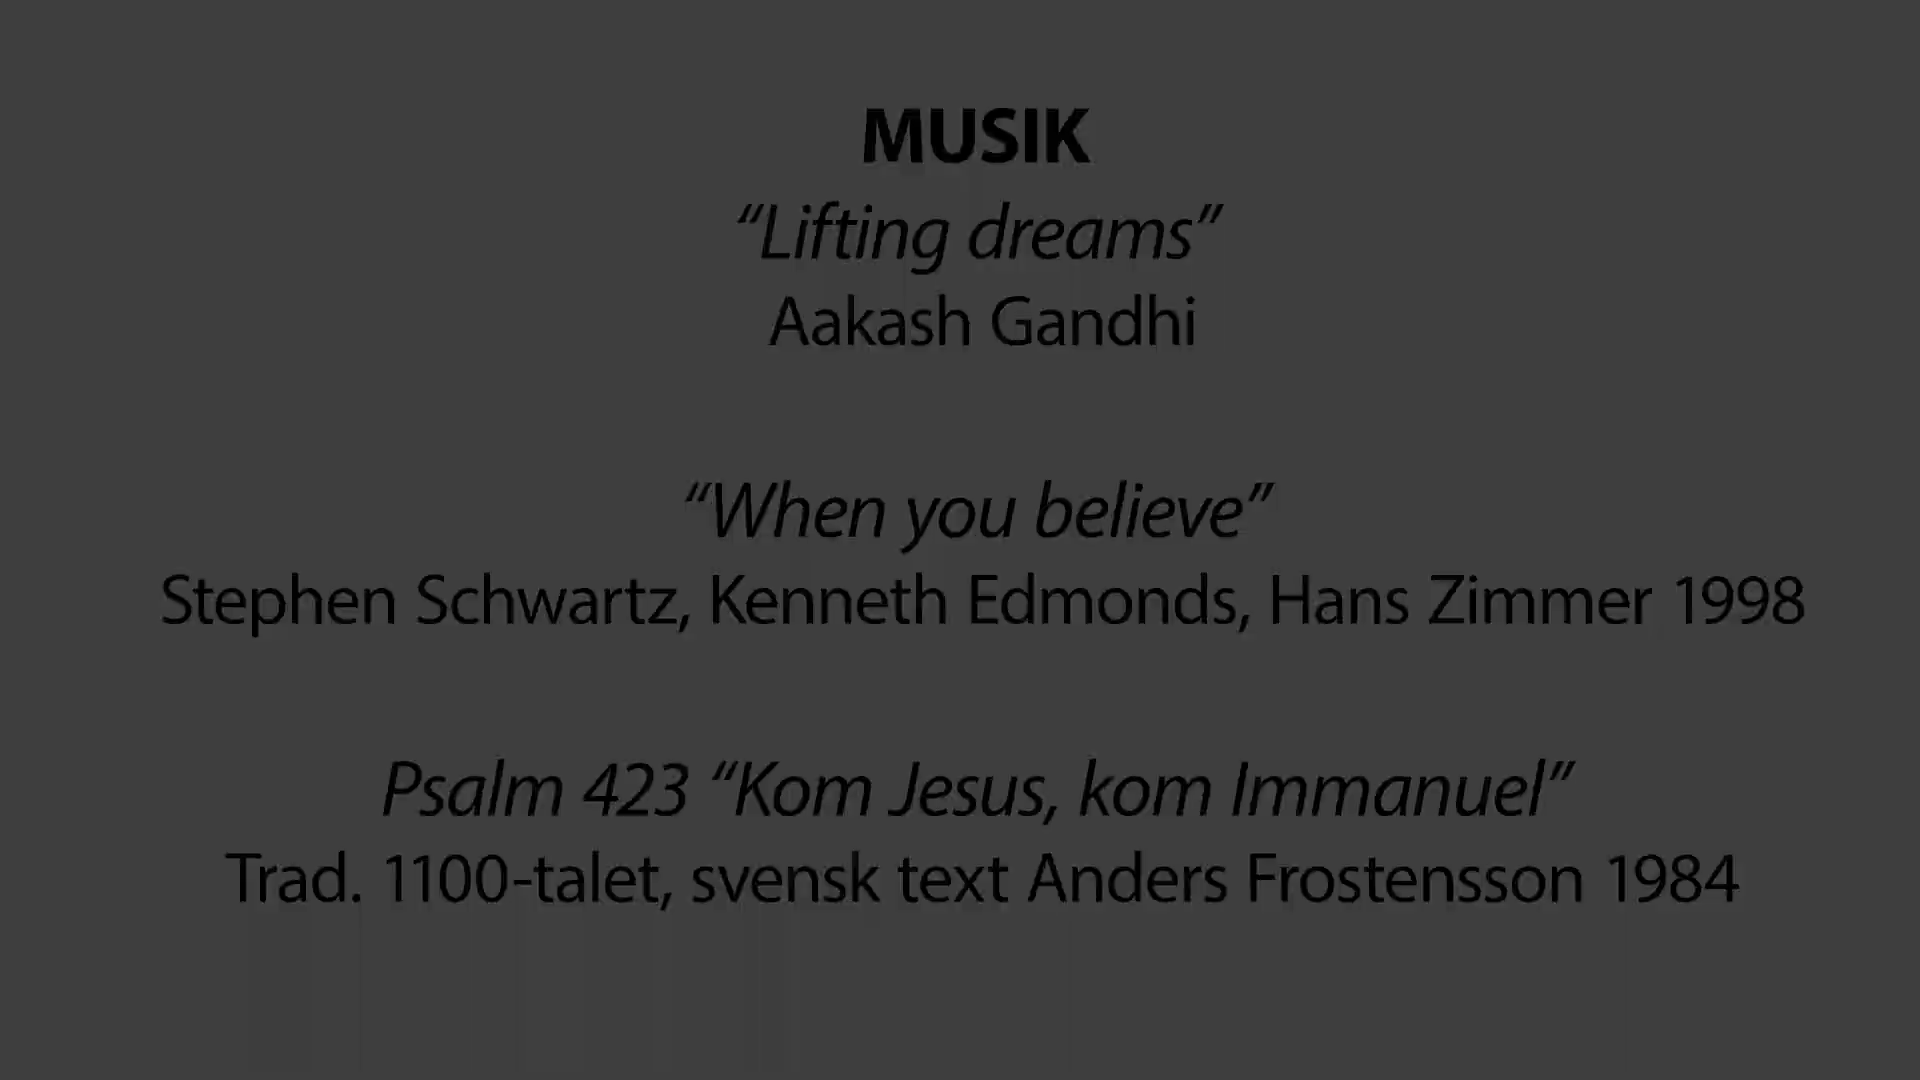 MUSIK
“Lifting dreams”
Aakash Gandhi
“When you believe”
Stephen Schwartz, Kenneth Edmonds, Hans Zimmer 1998
Psalm 423 “Kom Jesus, kom Immanuel”
Trad. 1100-talet, svensk text Anders Frostensson 1984